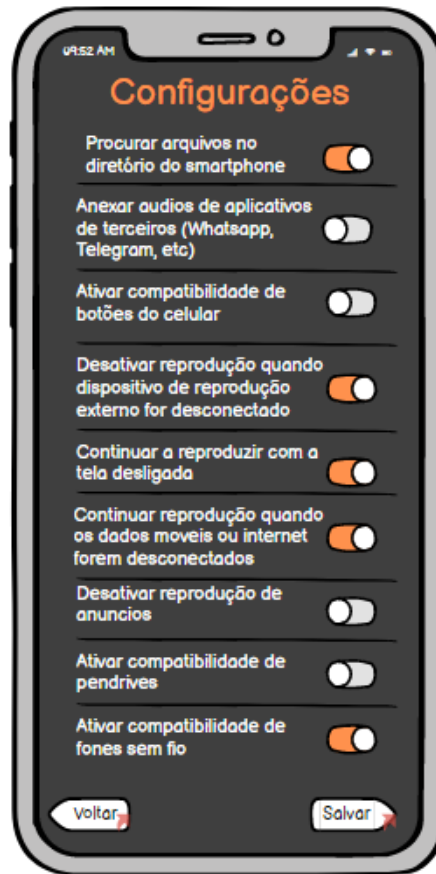 09:52 AM
Configurações
Procurar arquivos no
diretório do smartphone
Anexar audios de aplicativos
de terceiros (Whatsapp,
Telegram, etc)
Ativar compatibilidade de
botões do celular
Desativar reprodução quando
dispositivo de reprodução
externo for desconectado
Continuar a reproduzir com a
tela desligada
Continuar reprodução quando
os dados moveis ou internet
forem desconectados
Desativar reprodução de
anuncios
Ativar compatibilidade de
pendrives
Ativar compatibilidade de
fones sem fio
Voltar
Salvar